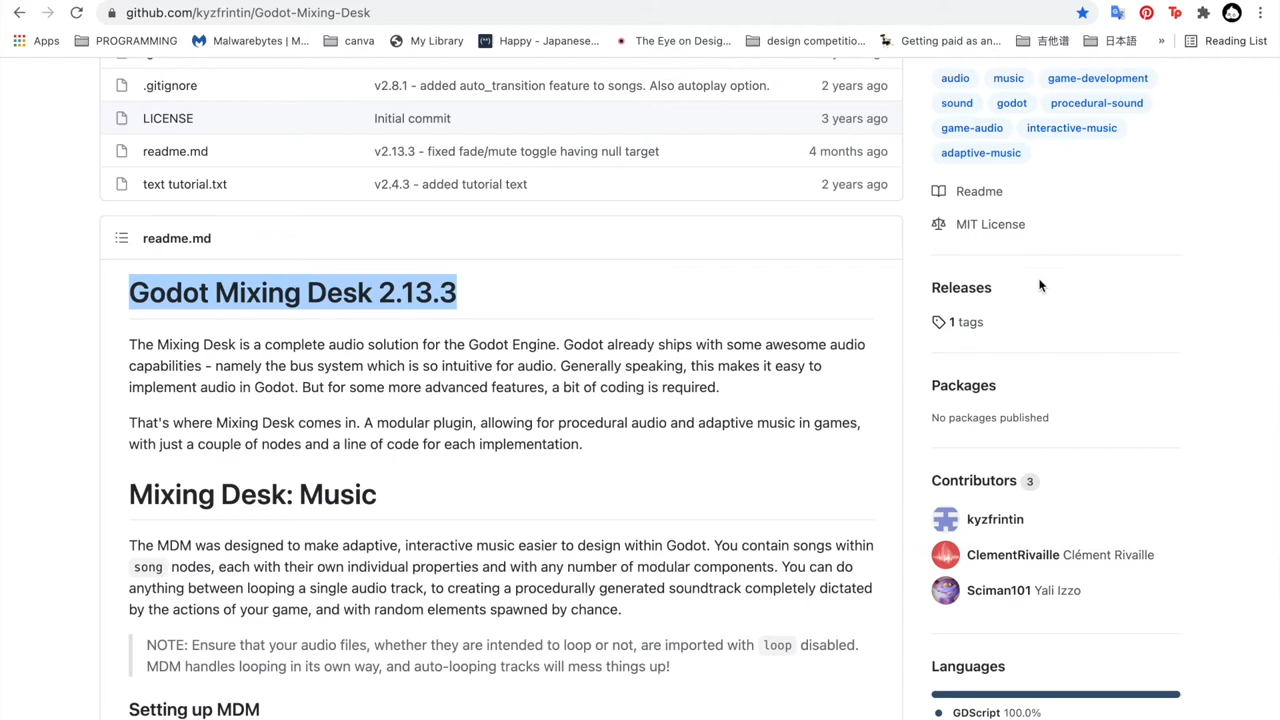 github.com/kyzfrintin/Godot-Mixing-Desk
Apps PROGRAMMING Malwarebytes | M... canva My Library Happy - Japanese... The Eye on Desig... design competitio... Getting paid as an... 吉他谱 日本語 » Reading List
.gitignore v2.8.1 - added auto_transition feature to songs. Also autoplay option. 2 years ago
LICENSE Initial commit 3 years ago
readme.md v2.13.3 - fixed fade/mute toggle having null target 4 months ago
text tutorial.txt v2.4.3 - added tutorial text 2 years ago
readme.md
Godot Mixing Desk 2.13.3
The Mixing Desk is a complete audio solution for the Godot Engine. Godot already ships with some awesome audio
capabilities - namely the bus system which is so intuitive for audio. Generally speaking, this makes it easy to
implement audio in Godot. But for some more advanced features, a bit of coding is required.
That's where Mixing Desk comes in. A modular plugin, allowing for procedural audio and adaptive music in games,
with just a couple of nodes and a line of code for each implementation.
Mixing Desk: Music
The MDM was designed to make adaptive, interactive music easier to design within Godot. You contain songs within
song nodes, each with their own individual properties and with any number of modular components. You can do
anything between looping a single audio track, to creating a procedurally generated soundtrack completely dictated
by the actions of your game, and with random elements spawned by chance.
NOTE: Ensure that your audio files, whether they are intended to loop or not, are imported with loop disabled.
MDM handles looping in its own way, and auto-looping tracks will mess things up!
Setting up MDM
audio music game-development
sound godot procedural-sound
game-audio interactive-music
adaptive-music
Readme
MIT License
Releases
1 tags
Packages
No packages published
Contributors 3
kyzfrintin
ClementRivaille Clément Rivaille
Sciman101 Yali Izzo
Languages
GDScript 100.0%